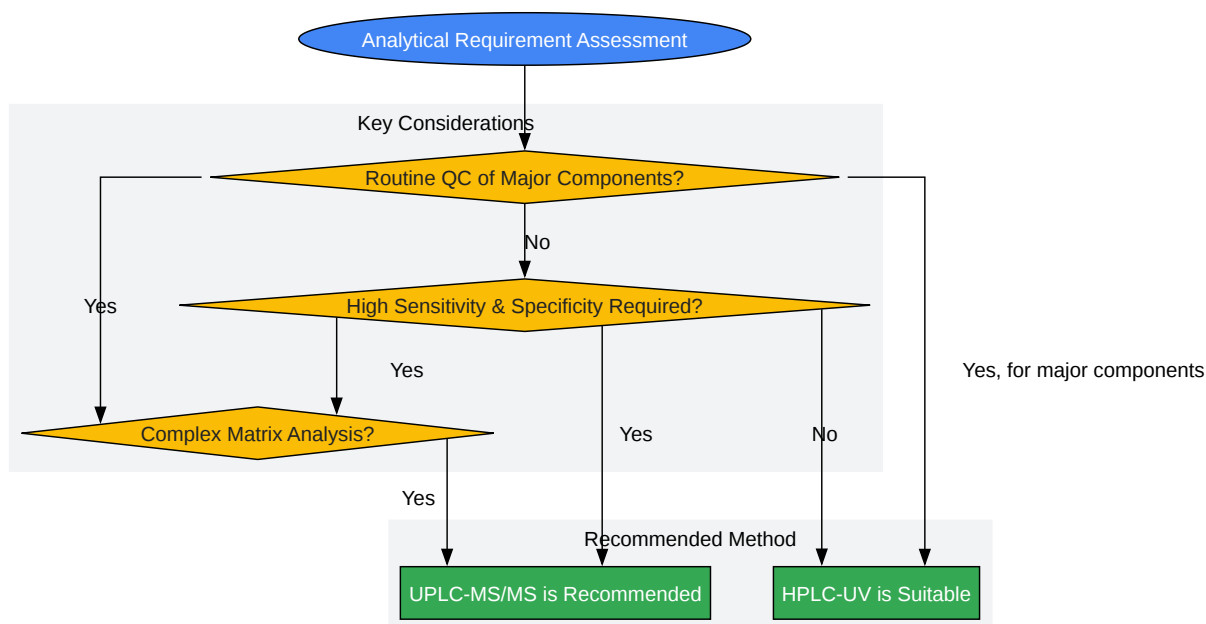 Analytical Requirement Assessment
Key Considerations
Routine QC of Major Components?
No
Yes
High Sensitivity & Specificity Required?
Yes
Yes, for major components
Complex Matrix Analysis?
Yes
No
Yes
Recommended Method
UPLC-MS/MS is Recommended
HPLC-UV is Suitable